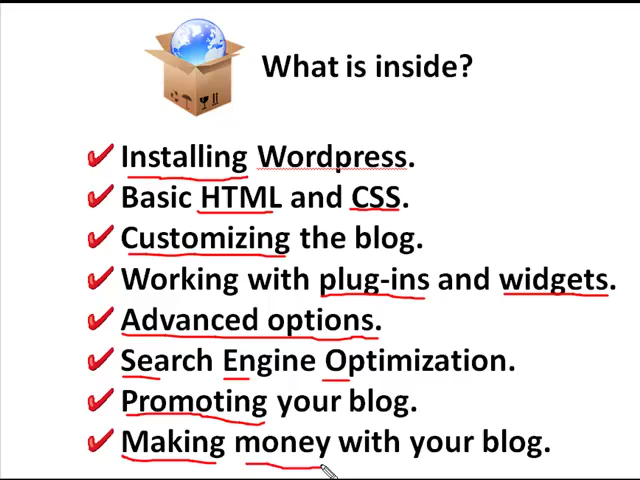 What is inside?
Installing Wordpress.
Basic HTML and CSS.
Customizing the blog.
Working with plug-ins and widgets.
Advanced options.
Search Engine Optimization.
Promoting your blog.
Making money with your blog.